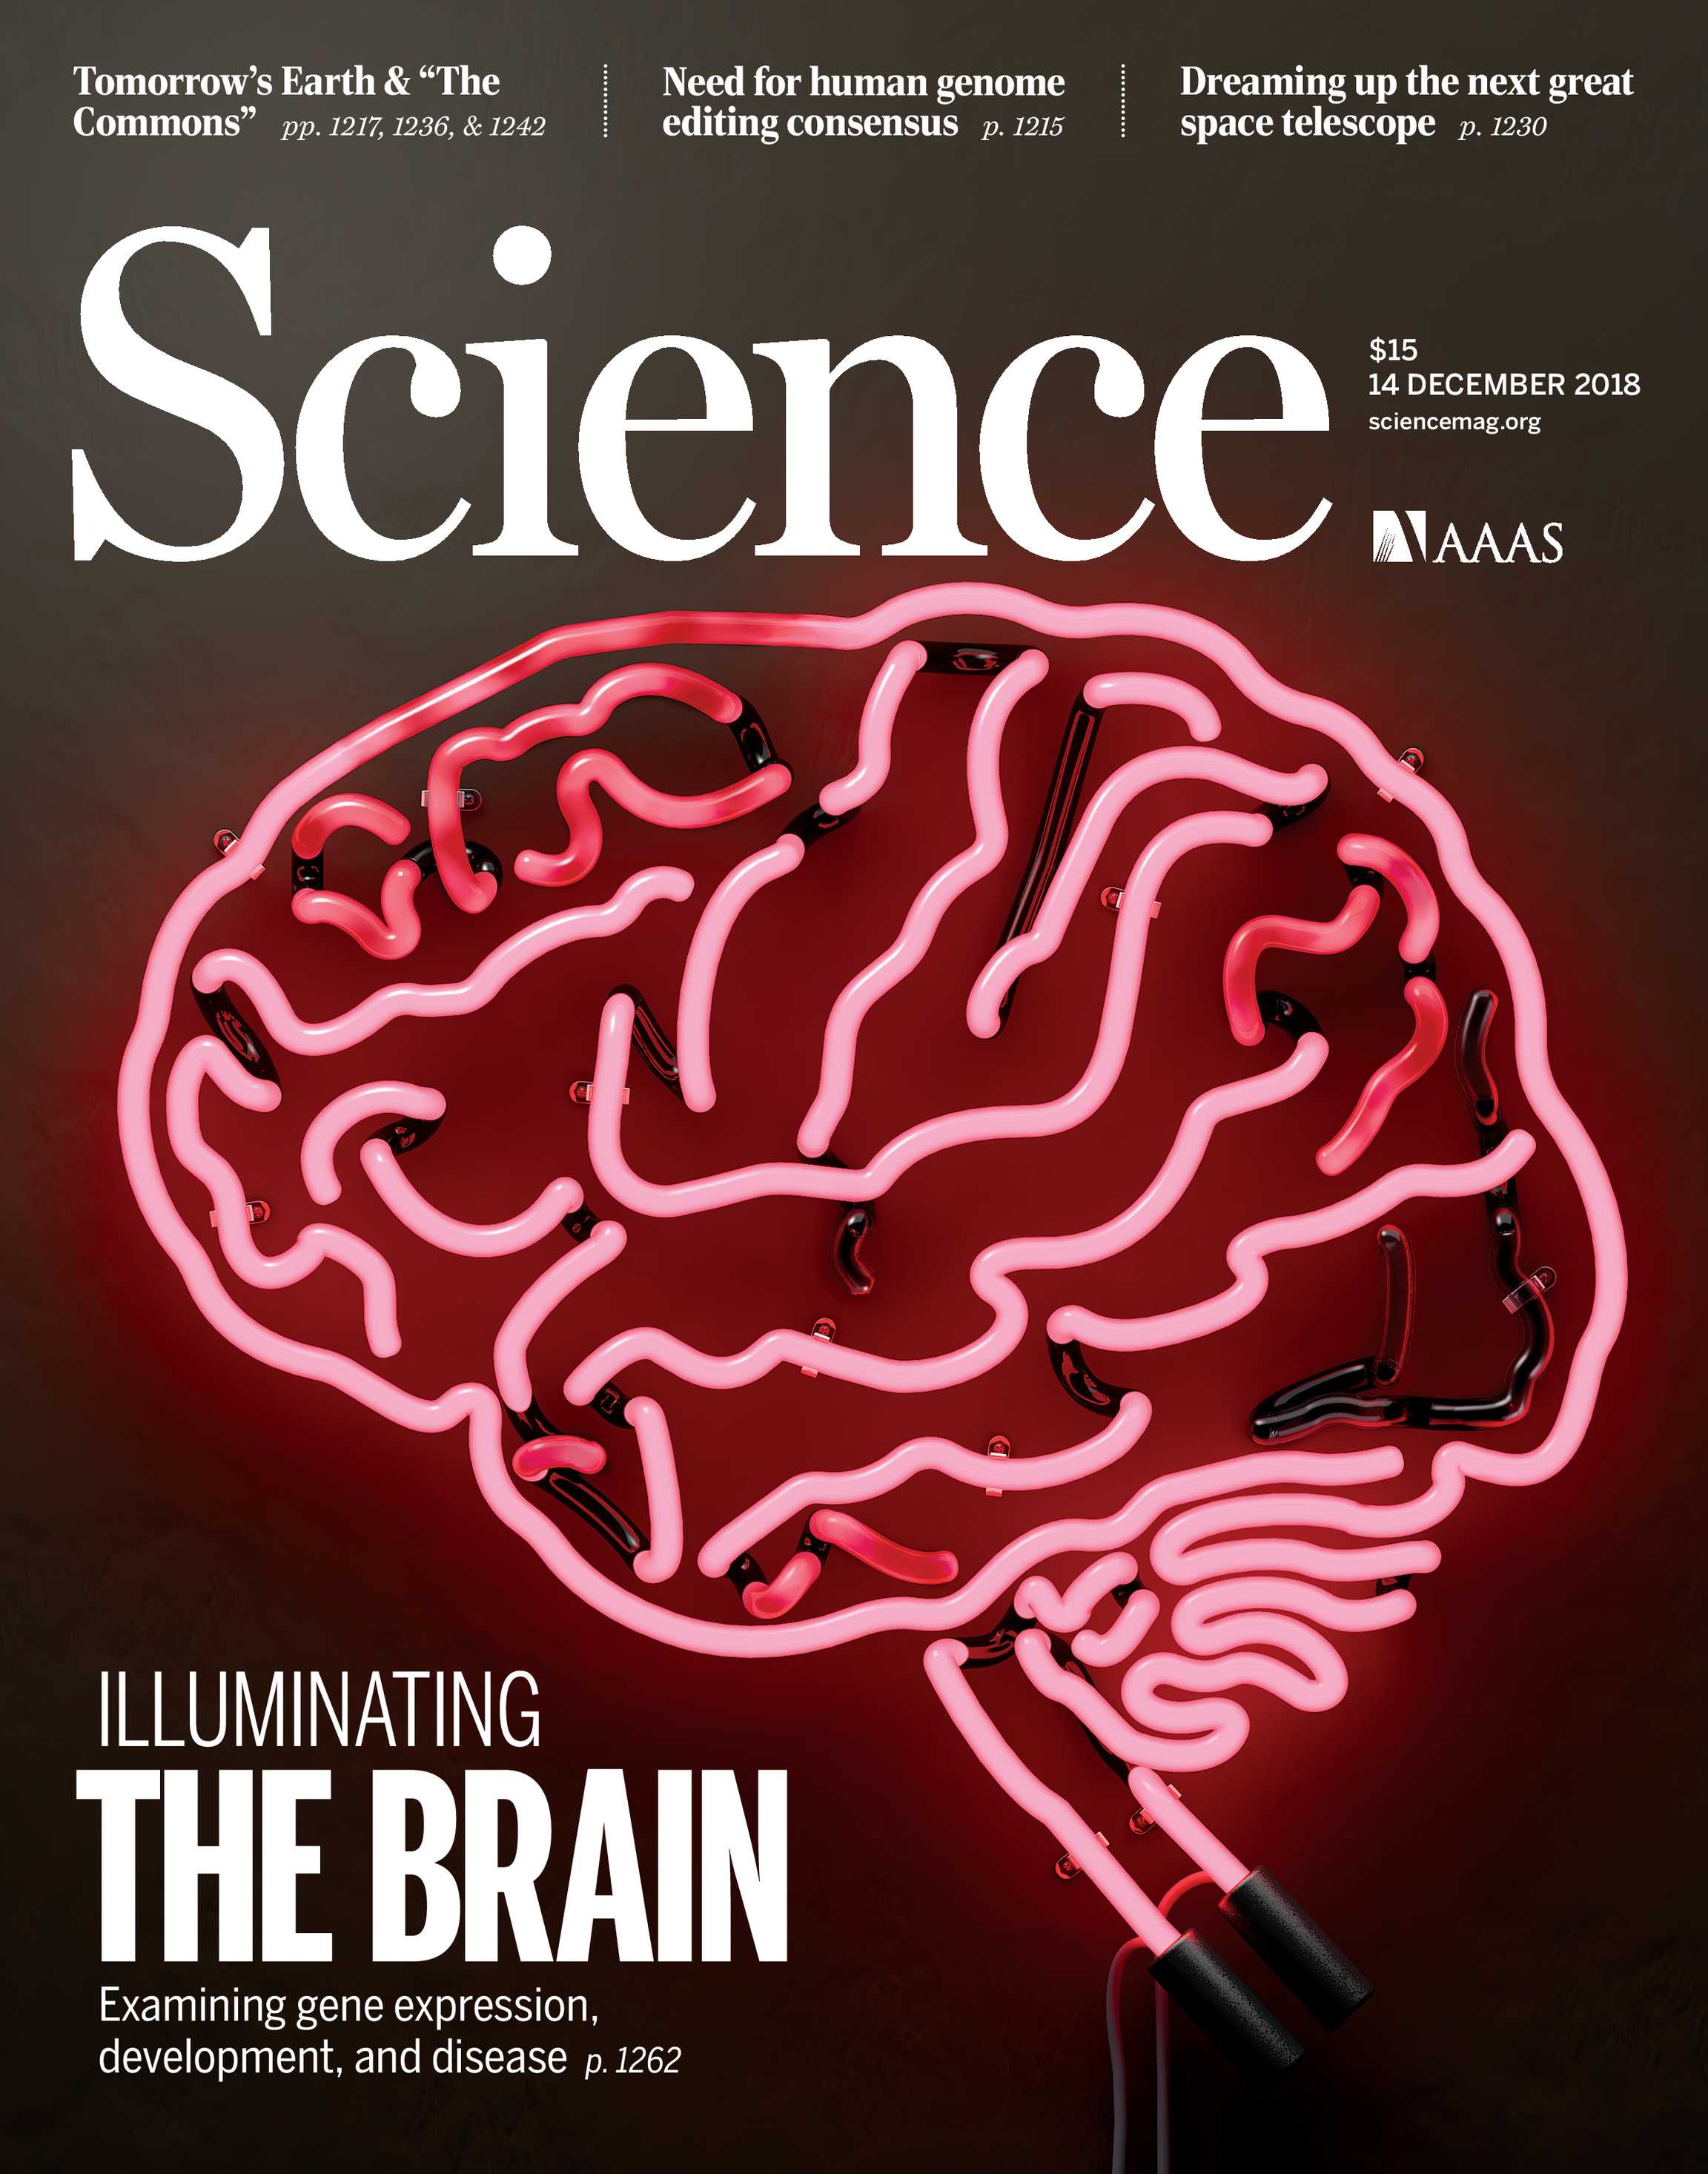 Tomorrow's Earth & “The
Commons” pp. 1217, 1236, & 1242
Need for human genome
editing consensus p. 1215
Dreaming up the next great
space telescope p. 1230
Science
$15
14 DECEMBER 2018
sciencemag.org
AAAS
ILLUMINATING
THE BRAIN
Examining gene expression,
development, and disease p. 1262